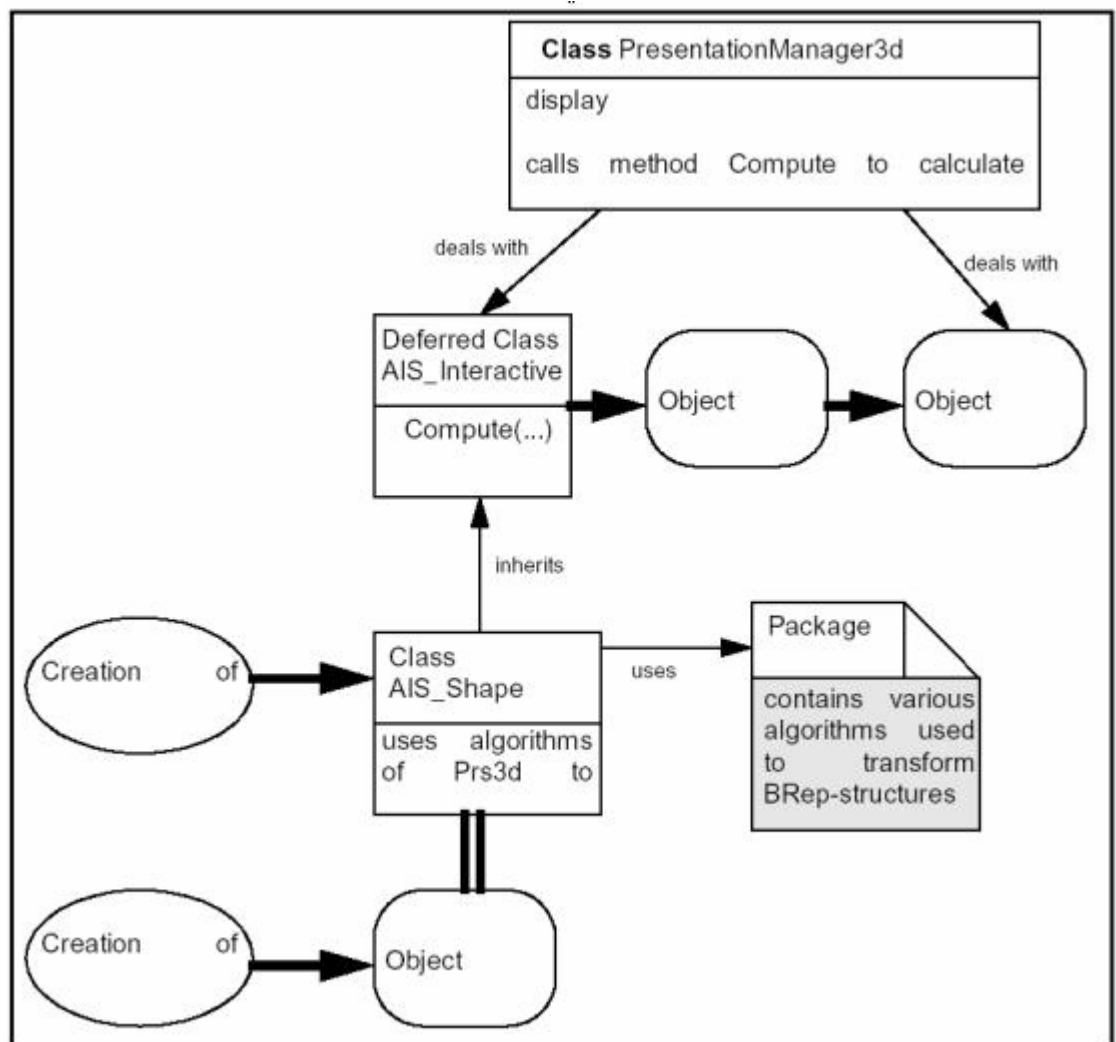 Class PresentationManager3d
display
calls method Compute to calculate
deals with
deals with
Deferred Class
AIS_Interactive
Compute(...)
Object
Object
inherits
Creation of
Class
AIS_Shape
uses algorithms
of Prs3d to
uses
Package
contains various
algorithms used
to transform
BRep-structures
Creation of
Object